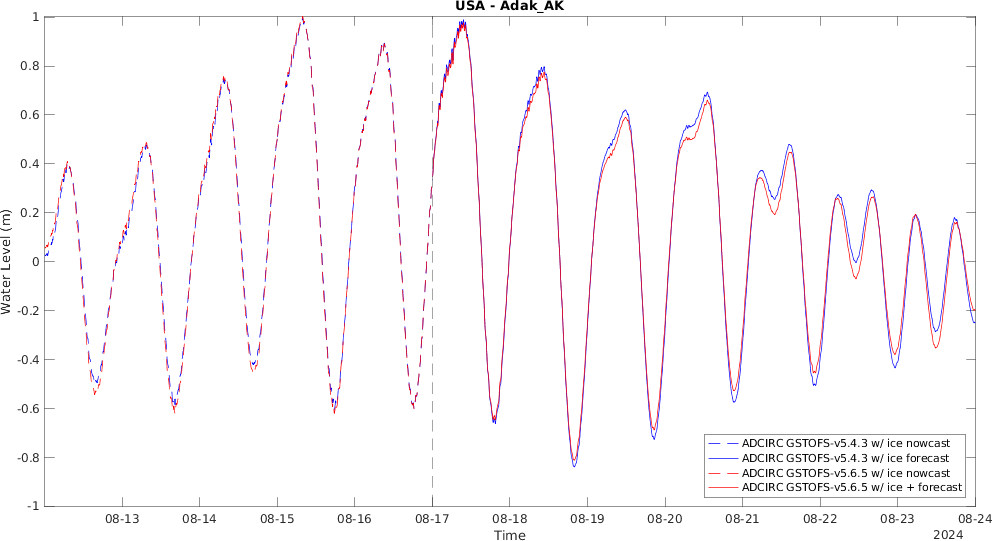 USA - Adak_AK
Water Level (m)
1
0.8
0.6
0.4
0.2
0
-0.2
-0.4
-0.6
-0.8
-1
ADCIRC GSTOFS-v5.4.3 w/ ice nowcast
ADCIRC GSTOFS-v5.4.3 w/ ice forecast
ADCIRC GSTOFS-v5.6.5 w/ ice nowcast
ADCIRC GSTOFS-v5.6.5 w/ ice + forecast
08-13 08-14 08-15 08-16 08-17 08-18 08-19 08-20 08-21 08-22 08-23 08-24
Time
2024